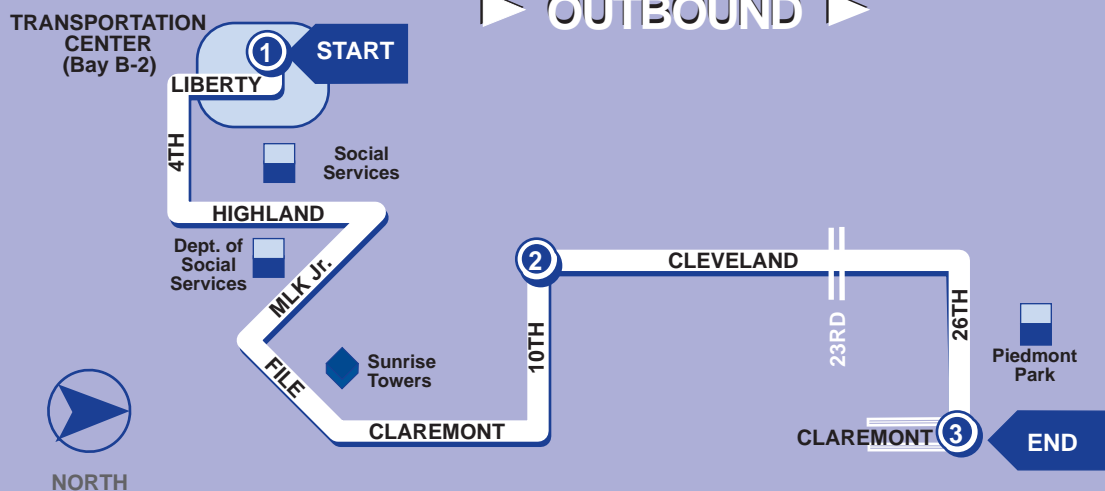 OUTBOUND
TRANSPORTATION
CENTER
(Bay B-2)
1
START
LIBERTY
4TH
Social
Services
HIGHLAND
Dept. of
Social
Services
MLK Jr.
2
CLEVELAND
23RD
26TH
10TH
FILE
Sunrise
Towers
Piedmont
Park
CLAREMONT
CLAREMONT
3
END
NORTH